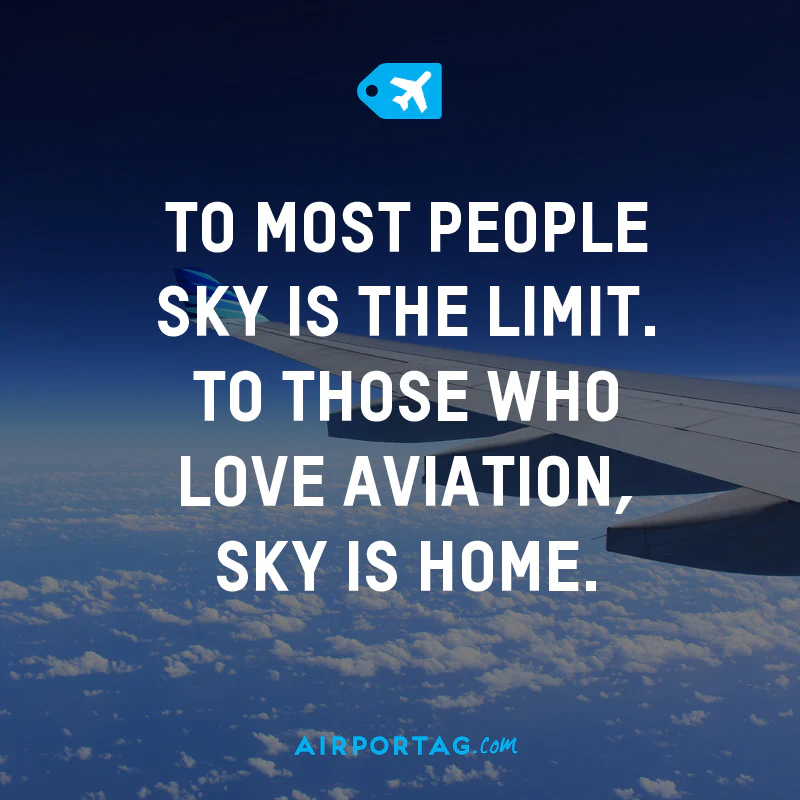 TO MOST PEOPLE
SKY IS THE LIMIT.
TO THOSE WHO
LOVE AVIATION,
SKY IS HOME.
AIRPORTAG.com